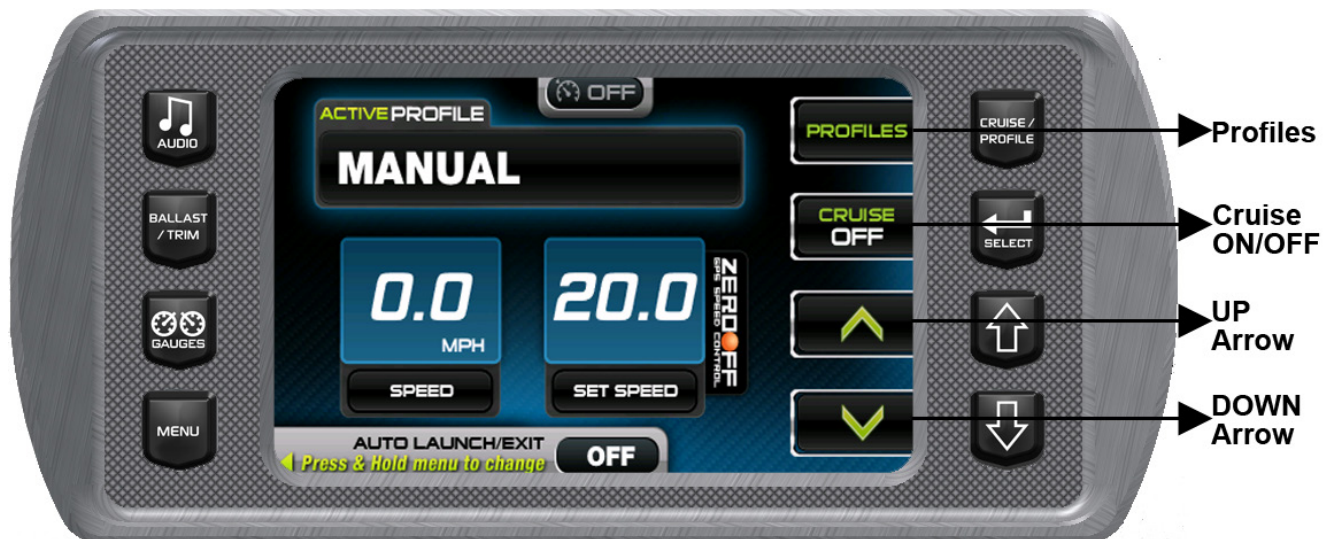 AUDIO
BALLAST
/ TRIM
GAUGES
MENU
OFF
ACTIVE PROFILE
MANUAL
0.0
MPH
SPEED
20.0
SET SPEED
ZERO OFF
GPS SPEED CONTROL
AUTO LAUNCH/EXIT
Press & Hold menu to change
OFF
PROFILES
CRUISE
OFF
CRUISE /
PROFILE
SELECT
Profiles
Cruise
ON/OFF
UP
Arrow
DOWN
Arrow